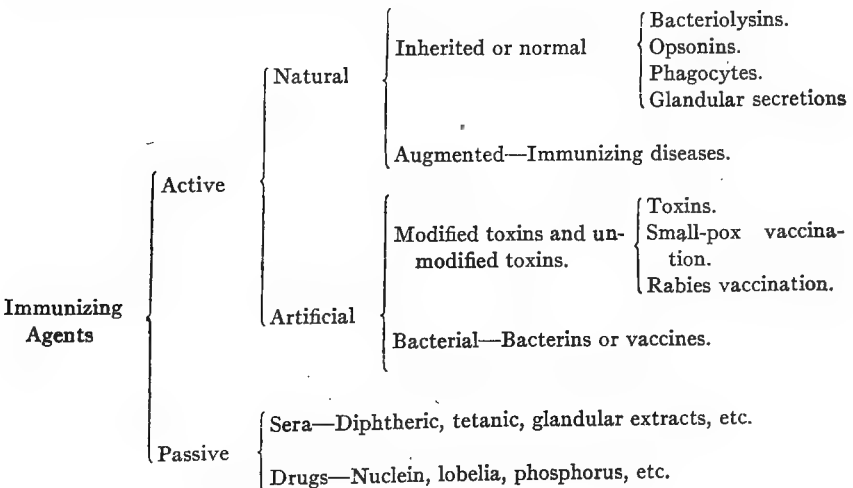 Bacteriolysins.
Inherited or normal
Opsonins.
Natural
Phagocytes.
Glandular secretions
Augmented—Immunizing diseases.
Active
Toxins.
Modified toxins and un-
Small-pox vaccina-
modified toxins.
tion.
Rabies vaccination.
Immunizing
Artificial
Agents
Bacterial—Bacterins or vaccines.
Sera—Diphtheric, tetanic, glandular extracts, etc.
Passive
Drugs—Nuclein, lobelia, phosphorus, etc.